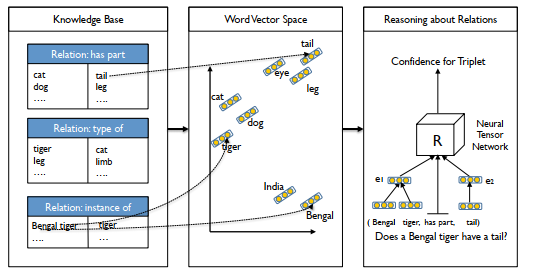 Knowledge Base
Relation: has part
cat tail
dog leg
.... ....
Relation: type of
tiger cat
leg limb
.... ....
Relation: instance of
Bengal tiger tiger
.... ...
Word Vector Space
tail
eye
leg
cat
dog
tiger
India
Bengal
Reasoning about Relations
Confidence for Triplet
R
Neural
Tensor
Network
e1
e2
( Bengal tiger, has part, tail)
Does a Bengal tiger have a tail?